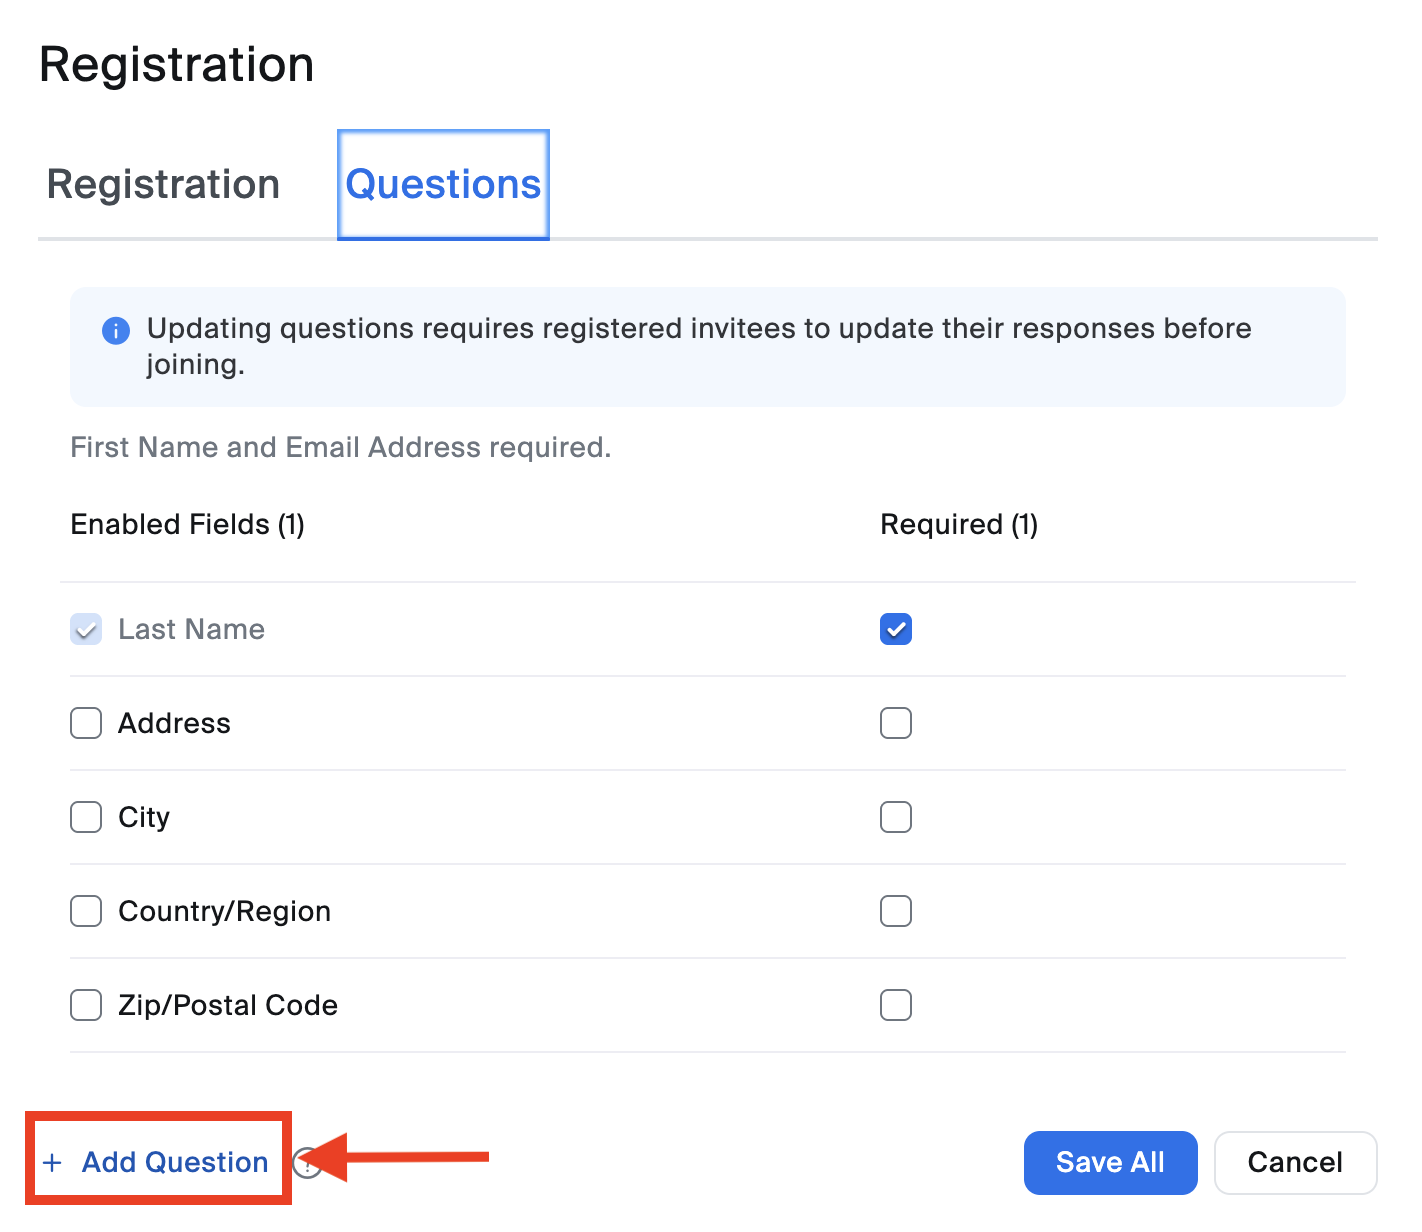 Registration
Registration
Questions
Updating questions requires registered invitees to update their responses before
joining.
First Name and Email Address required.
Enabled Fields (1)
Required (1)
Last Name
Address
City
Country/Region
Zip/Postal Code
+ Add Question
Save All
Cancel